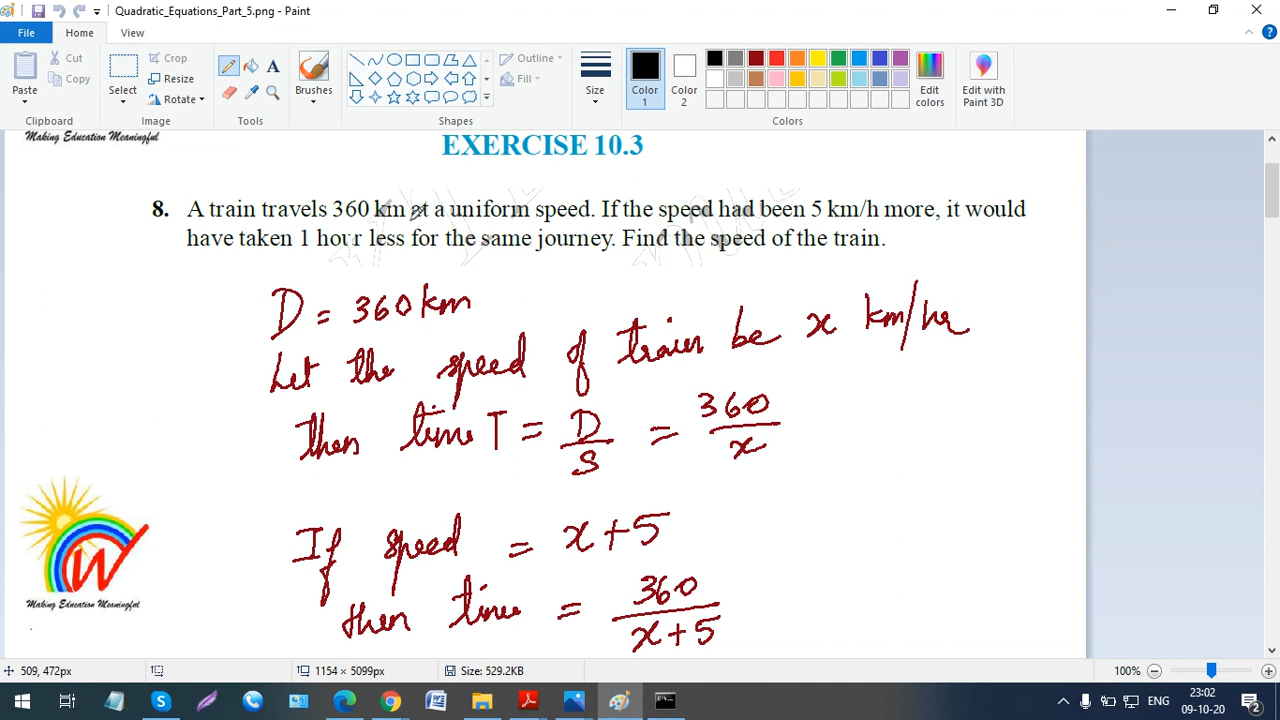 Quadratic_Equations_Part_5.png - Paint
File Home View
Paste
Cut
Copy
Clipboard
Select
Crop
Resize
Rotate
Image
A
Tools
Brushes
Outline
Fill
Shapes
Size
Color 1
Color 2
Edit colors
Edit with Paint 3D
Colors
Making Education Meaningful
EXERCISE 10.3
8. A train travels 360 km at a uniform speed. If the speed had been 5 km/h more, it would
have taken 1 hour less for the same journey. Find the speed of the train.
D = 360 km
Let the speed of train be x km/hr
then time T = D/S = 360/x
If speed = x+5
then time = 360/x+5
W
Making Education Meaningful
509, 472px
1154 × 5099px
Size: 529.2KB
100%
ENG
23:02
09-10-20
2